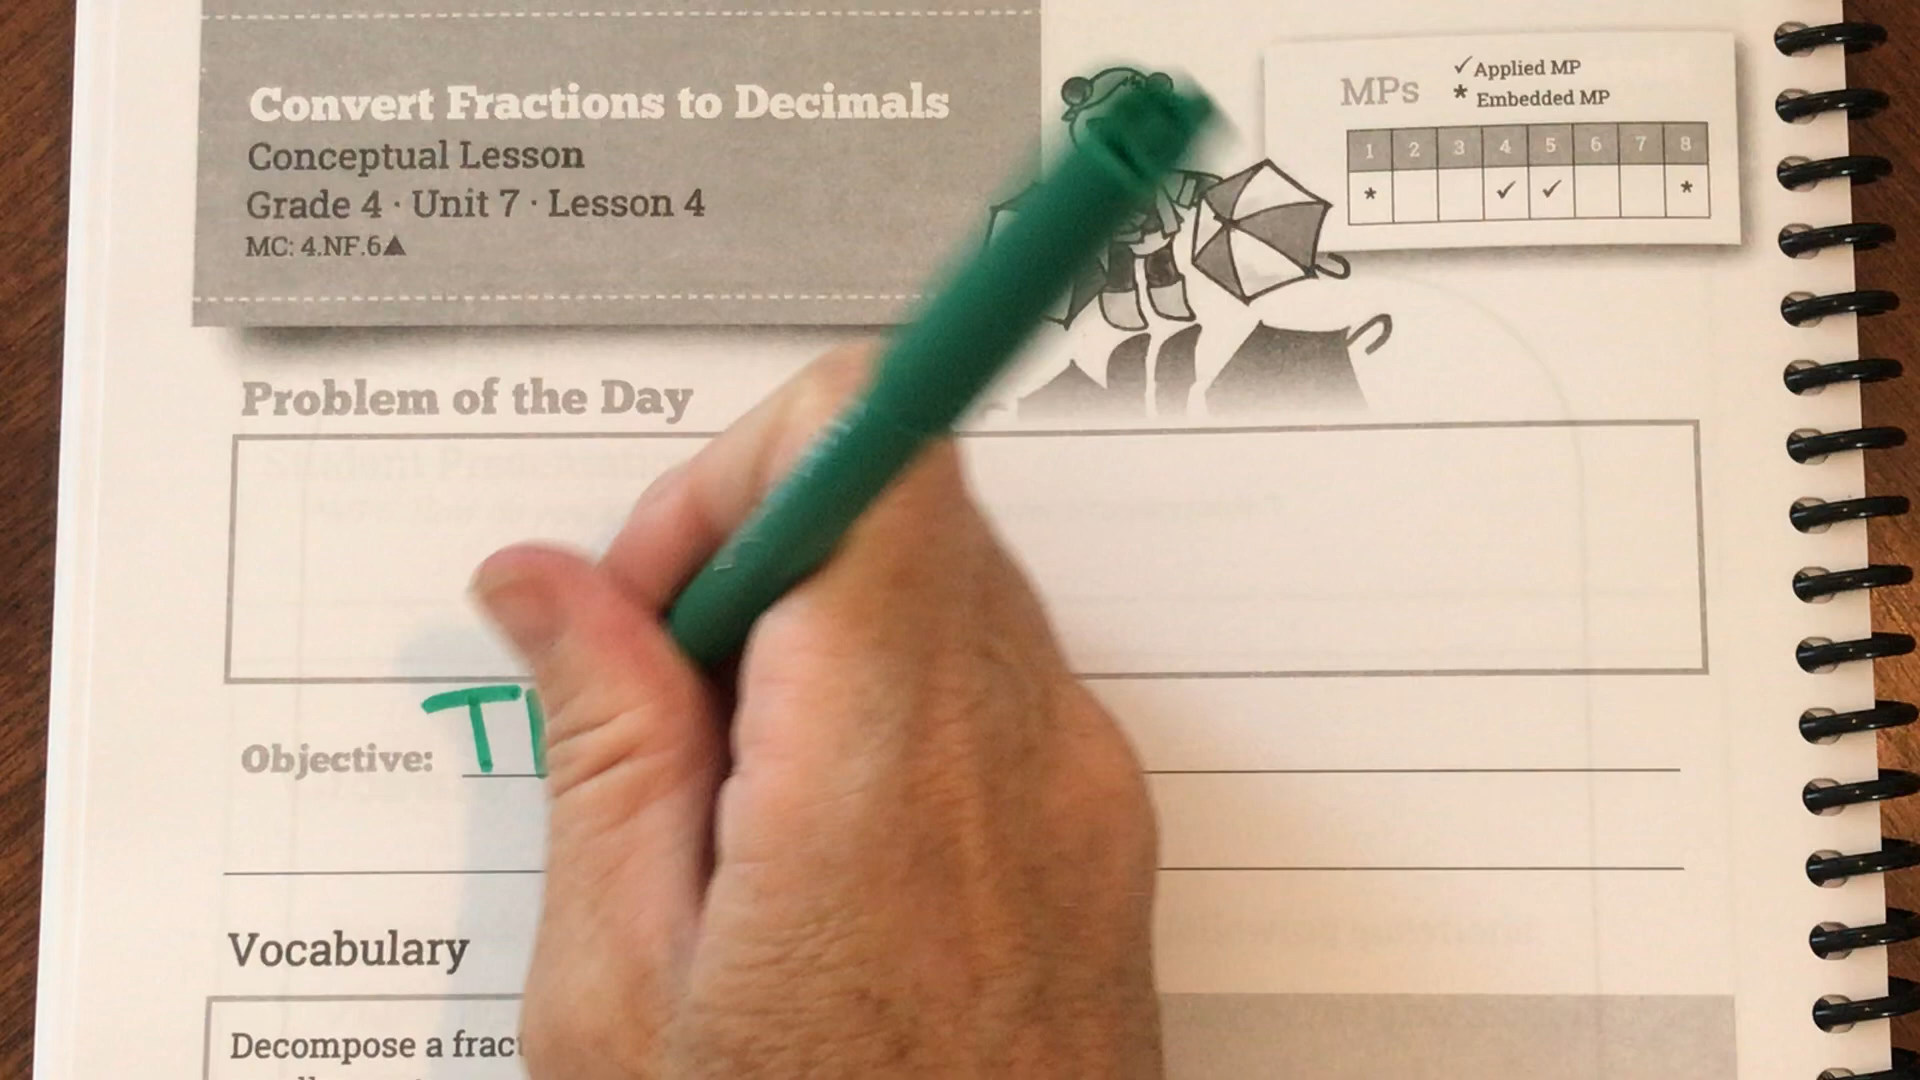 Convert Fractions to Decimals
Conceptual Lesson
Grade 4 · Unit 7 · Lesson 4
MC: 4.NF.6▲
MPs
✓ Applied MP
* Embedded MP
1 2 3 4 5 6 7 8
* ✓ ✓ *
Problem of the Day
Objective:
Vocabulary
Decompose a